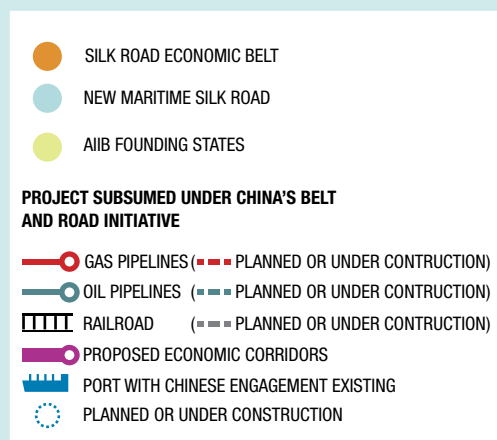 SILK ROAD ECONOMIC BELT
NEW MARITIME SILK ROAD
AIIB FOUNDING STATES
PROJECT SUBSUMED UNDER CHINA'S BELT
AND ROAD INITIATIVE
GAS PIPELINES ( PLANNED OR UNDER CONTRUCTION)
OIL PIPELINES ( PLANNED OR UNDER CONTRUCTION)
RAILROAD ( PLANNED OR UNDER CONTRUCTION)
PROPOSED ECONOMIC CORRIDORS
PORT WITH CHINESE ENGAGEMENT EXISTING
PLANNED OR UNDER CONSTRUCTION